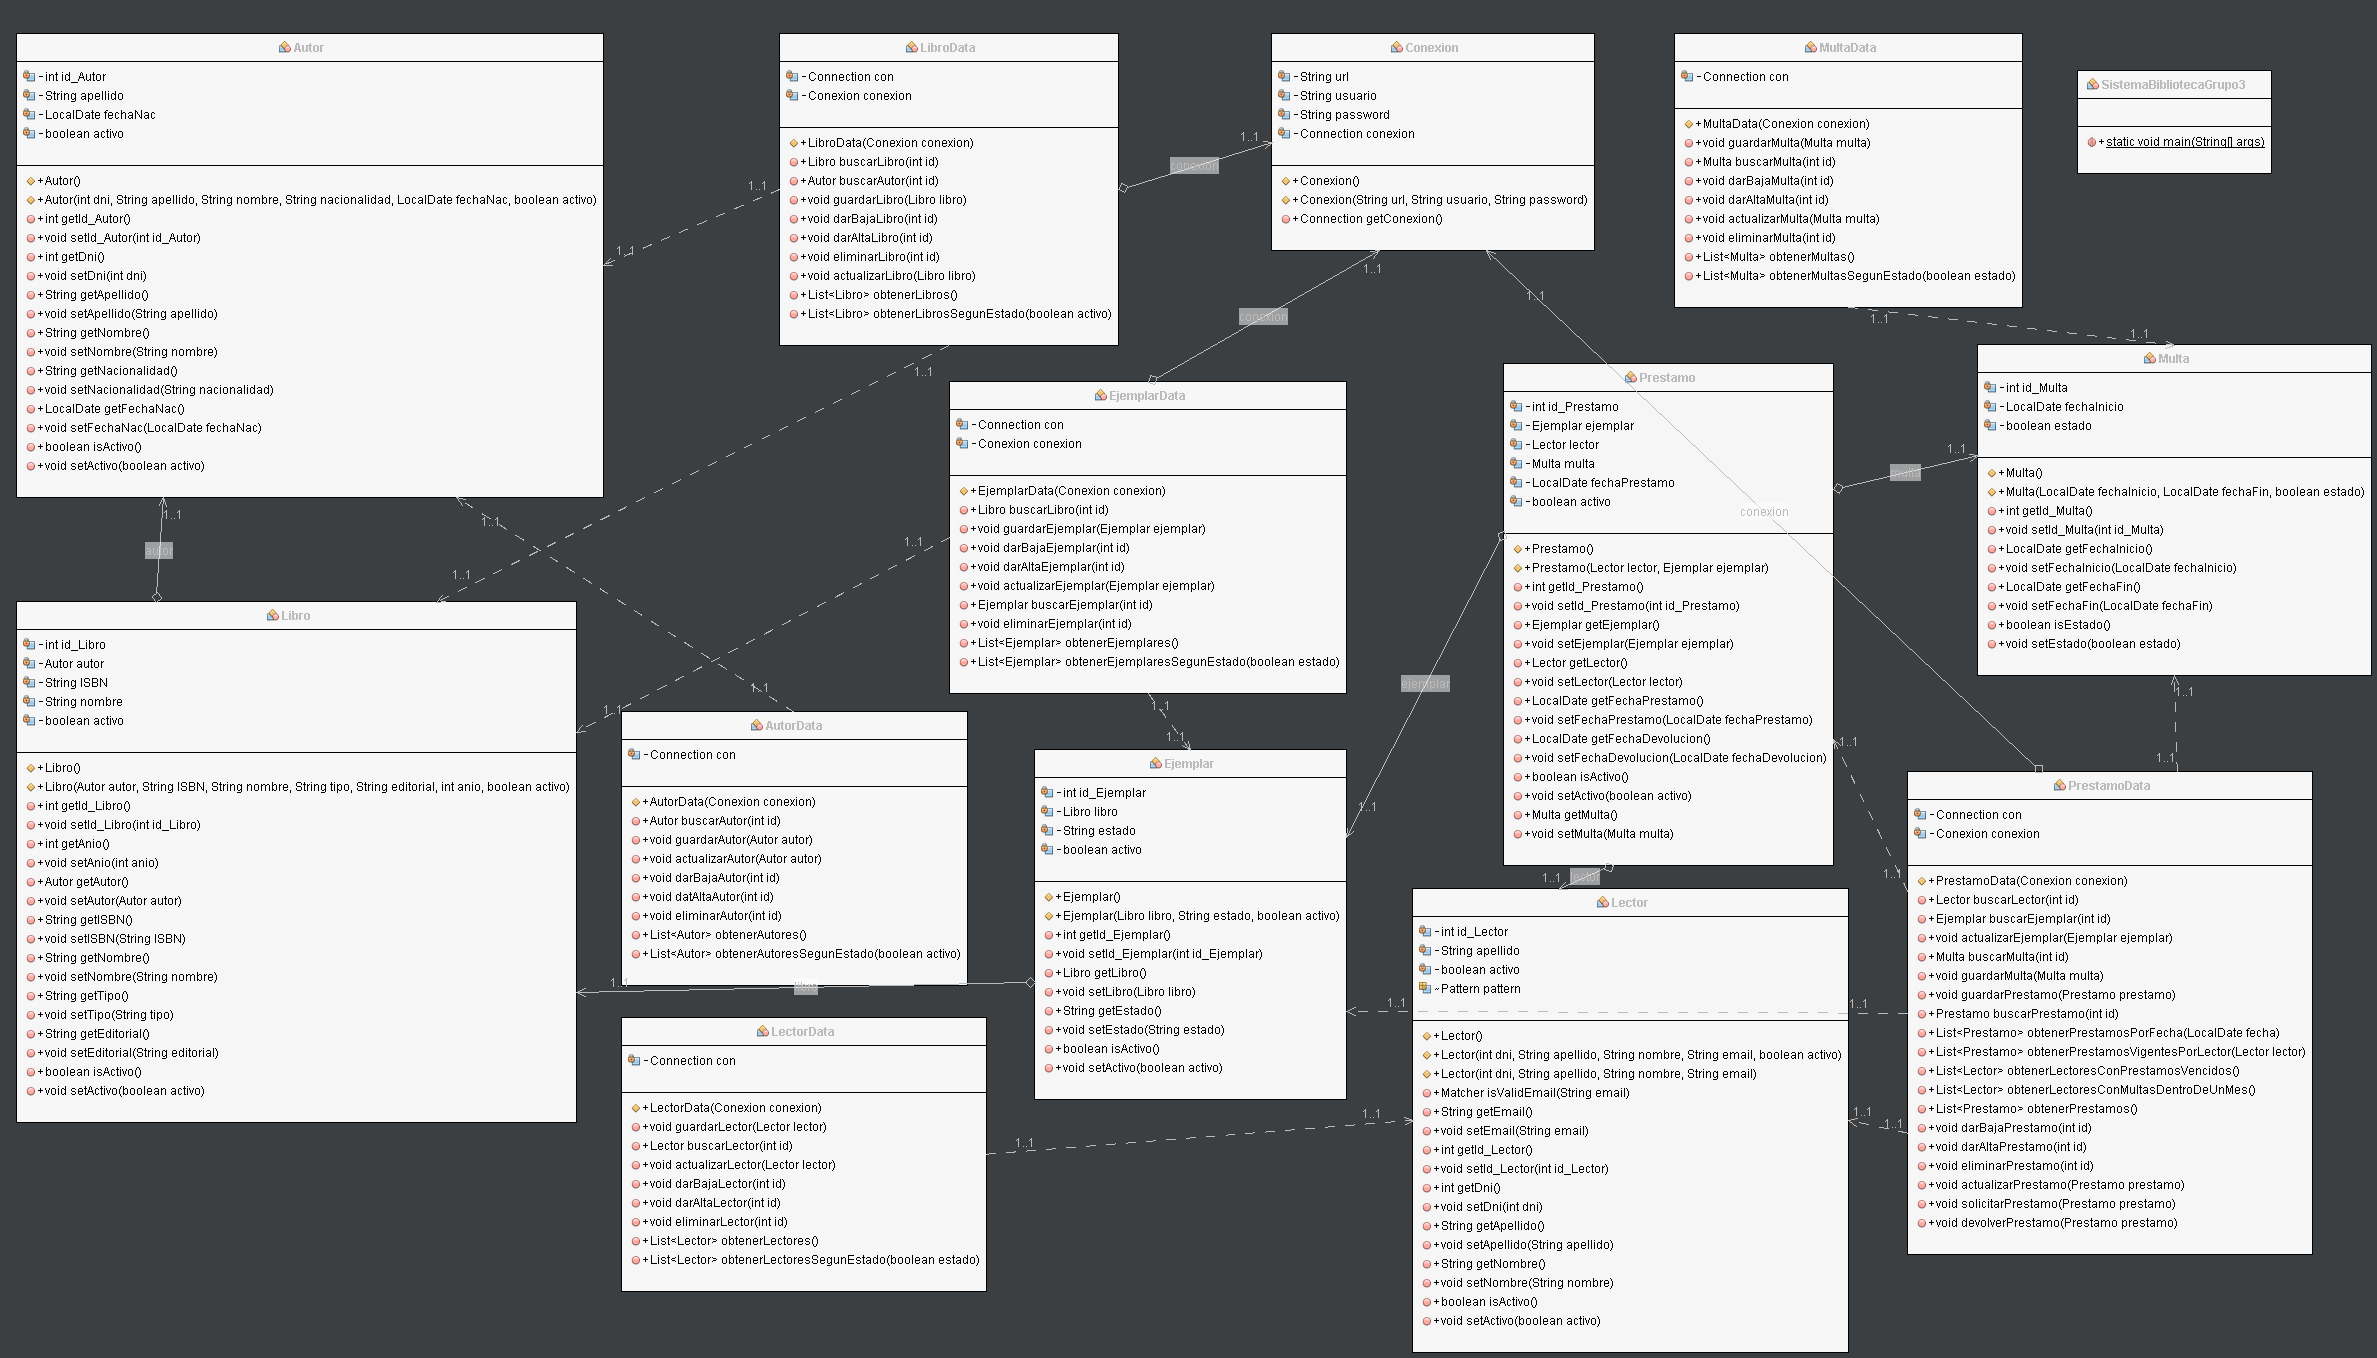 Autor
-int id_Autor
-String apellido
-LocalDate fechaNac
-boolean activo
+Autor()
+Autor(int dni, String apellido, String nombre, String nacionalidad, LocalDate fechaNac, boolean activo)
+int getId_Autor()
+void setId_Autor(int id_Autor)
+int getDni()
+void setDni(int dni)
+String getApellido()
+void setApellido(String apellido)
+String getNombre()
+void setNombre(String nombre)
+String getNacionalidad()
+void setNacionalidad(String nacionalidad)
+LocalDate getFechaNac()
+void setFechaNac(LocalDate fechaNac)
+boolean isActivo()
+void setActivo(boolean activo)
LibroData
-Connection con
-Conexion conexion
+LibroData(Conexion conexion)
+Libro buscarLibro(int id)
+Autor buscarAutor(int id)
+void guardarLibro(Libro libro)
+void darBajaLibro(int id)
+void darAltaLibro(int id)
+void eliminarLibro(int id)
+void actualizarLibro(Libro libro)
+List<Libro> obtenerLibros()
+List<Libro> obtenerLibrosSegunEstado(boolean activo)
Conexion
-String url
-String usuario
-String password
-Connection conexion
+Conexion()
+Conexion(String url, String usuario, String password)
+Connection getConexion()
MultaData
-Connection con
+MultaData(Conexion conexion)
+void guardarMulta(Multa multa)
+Multa buscarMulta(int id)
+void darBajaMulta(int id)
+void darAltaMulta(int id)
+void actualizarMulta(Multa multa)
+void eliminarMulta(int id)
+List<Multa> obtenerMultas()
+List<Multa> obtenerMultasSegunEstado(boolean estado)
SistemaBibliotecaGrupo3
+static void main(String[] args)
1..1
1..1
conexion
1..1
1..1
conexion
1..1
1..1
1..1
1..1
EjemplarData
-Connection con
-Conexion conexion
+EjemplarData(Conexion conexion)
+Libro buscarLibro(int id)
+void guardarEjemplar(Ejemplar ejemplar)
+void darBajaEjemplar(int id)
+void darAltaEjemplar(int id)
+void actualizarEjemplar(Ejemplar ejemplar)
+Ejemplar buscarEjemplar(int id)
+void eliminarEjemplar(int id)
+List<Ejemplar> obtenerEjemplares()
+List<Ejemplar> obtenerEjemplaresSegunEstado(boolean estado)
Prestamo
-int id_Prestamo
-Ejemplar ejemplar
-Lector lector
-Multa multa
-LocalDate fechaPrestamo
-boolean activo
+Prestamo()
+Prestamo(Lector lector, Ejemplar ejemplar)
+int getId_Prestamo()
+void setId_Prestamo(int id_Prestamo)
+Ejemplar getEjemplar()
+void setEjemplar(Ejemplar ejemplar)
+Lector getLector()
+void setLector(Lector lector)
+LocalDate getFechaPrestamo()
+void setFechaPrestamo(LocalDate fechaPrestamo)
+LocalDate getFechaDevolucion()
+void setFechaDevolucion(LocalDate fechaDevolucion)
+boolean isActivo()
+void setActivo(boolean activo)
+Multa getMulta()
+void setMulta(Multa multa)
Multa
-int id_Multa
-LocalDate fechaInicio
-boolean estado
+Multa()
+Multa(LocalDate fechaInicio, LocalDate fechaFin, boolean estado)
+int getId_Multa()
+void setId_Multa(int id_Multa)
+LocalDate getFechaInicio()
+void setFechaInicio(LocalDate fechaInicio)
+LocalDate getFechaFin()
+void setFechaFin(LocalDate fechaFin)
+boolean isEstado()
+void setEstado(boolean estado)
1..1
multa
conexion
1..1
autor
1..1
1..1
1..1
1..1
1..1
1..1
ejemplar
1..1
1..1
1..1
1..1
1..1
1..1
1..1
Libro
-int id_Libro
-Autor autor
-String ISBN
-String nombre
-boolean activo
+Libro()
+Libro(Autor autor, String ISBN, String nombre, String tipo, String editorial, int anio, boolean activo)
+int getId_Libro()
+void setId_Libro(int id_Libro)
+int getAnio()
+void setAnio(int anio)
+Autor getAutor()
+void setAutor(Autor autor)
+String getISBN()
+void setISBN(String ISBN)
+String getNombre()
+void setNombre(String nombre)
+String getTipo()
+void setTipo(String tipo)
+String getEditorial()
+void setEditorial(String editorial)
+boolean isActivo()
+void setActivo(boolean activo)
AutorData
-Connection con
+AutorData(Conexion conexion)
+Autor buscarAutor(int id)
+void guardarAutor(Autor autor)
+void actualizarAutor(Autor autor)
+void darBajaAutor(int id)
+void datAltaAutor(int id)
+void eliminarAutor(int id)
+List<Autor> obtenerAutores()
+List<Autor> obtenerAutoresSegunEstado(boolean activo)
Ejemplar
-int id_Ejemplar
-Libro libro
-String estado
-boolean activo
+Ejemplar()
+Ejemplar(Libro libro, String estado, boolean activo)
+int getId_Ejemplar()
+void setId_Ejemplar(int id_Ejemplar)
+Libro getLibro()
+void setLibro(Libro libro)
+String getEstado()
+void setEstado(String estado)
+boolean isActivo()
+void setActivo(boolean activo)
1..1
libro
1..1
lector
1..1
1..1
1..1
1..1
1..1
1..1
LectorData
-Connection con
+LectorData(Conexion conexion)
+void guardarLector(Lector lector)
+Lector buscarLector(int id)
+void actualizarLector(Lector lector)
+void darBajaLector(int id)
+void darAltaLector(int id)
+void eliminarLector(int id)
+List<Lector> obtenerLectores()
+List<Lector> obtenerLectoresSegunEstado(boolean estado)
Lector
-int id_Lector
-String apellido
-boolean activo
~Pattern pattern
+Lector()
+Lector(int dni, String apellido, String nombre, String email, boolean activo)
+Lector(int dni, String apellido, String nombre, String email)
+Matcher isValidEmail(String email)
+String getEmail()
+void setEmail(String email)
+int getId_Lector()
+void setId_Lector(int id_Lector)
+int getDni()
+void setDni(int dni)
+String getApellido()
+void setApellido(String apellido)
+String getNombre()
+void setNombre(String nombre)
+boolean isActivo()
+void setActivo(boolean activo)
PrestamoData
-Connection con
-Conexion conexion
+PrestamoData(Conexion conexion)
+Lector buscarLector(int id)
+Ejemplar buscarEjemplar(int id)
+void actualizarEjemplar(Ejemplar ejemplar)
+Multa buscarMulta(int id)
+void guardarMulta(Multa multa)
+void guardarPrestamo(Prestamo prestamo)
+Prestamo buscarPrestamo(int id)
+List<Prestamo> obtenerPrestamosPorFecha(LocalDate fecha)
+List<Prestamo> obtenerPrestamosVigentesPorLector(Lector lector)
+List<Lector> obtenerLectoresConPrestamosVencidos()
+List<Lector> obtenerLectoresConMultasDentroDeUnMes()
+List<Prestamo> obtenerPrestamos()
+void darBajaPrestamo(int id)
+void darAltaPrestamo(int id)
+void eliminarPrestamo(int id)
+void actualizarPrestamo(Prestamo prestamo)
+void solicitarPrestamo(Prestamo prestamo)
+void devolverPrestamo(Prestamo prestamo)